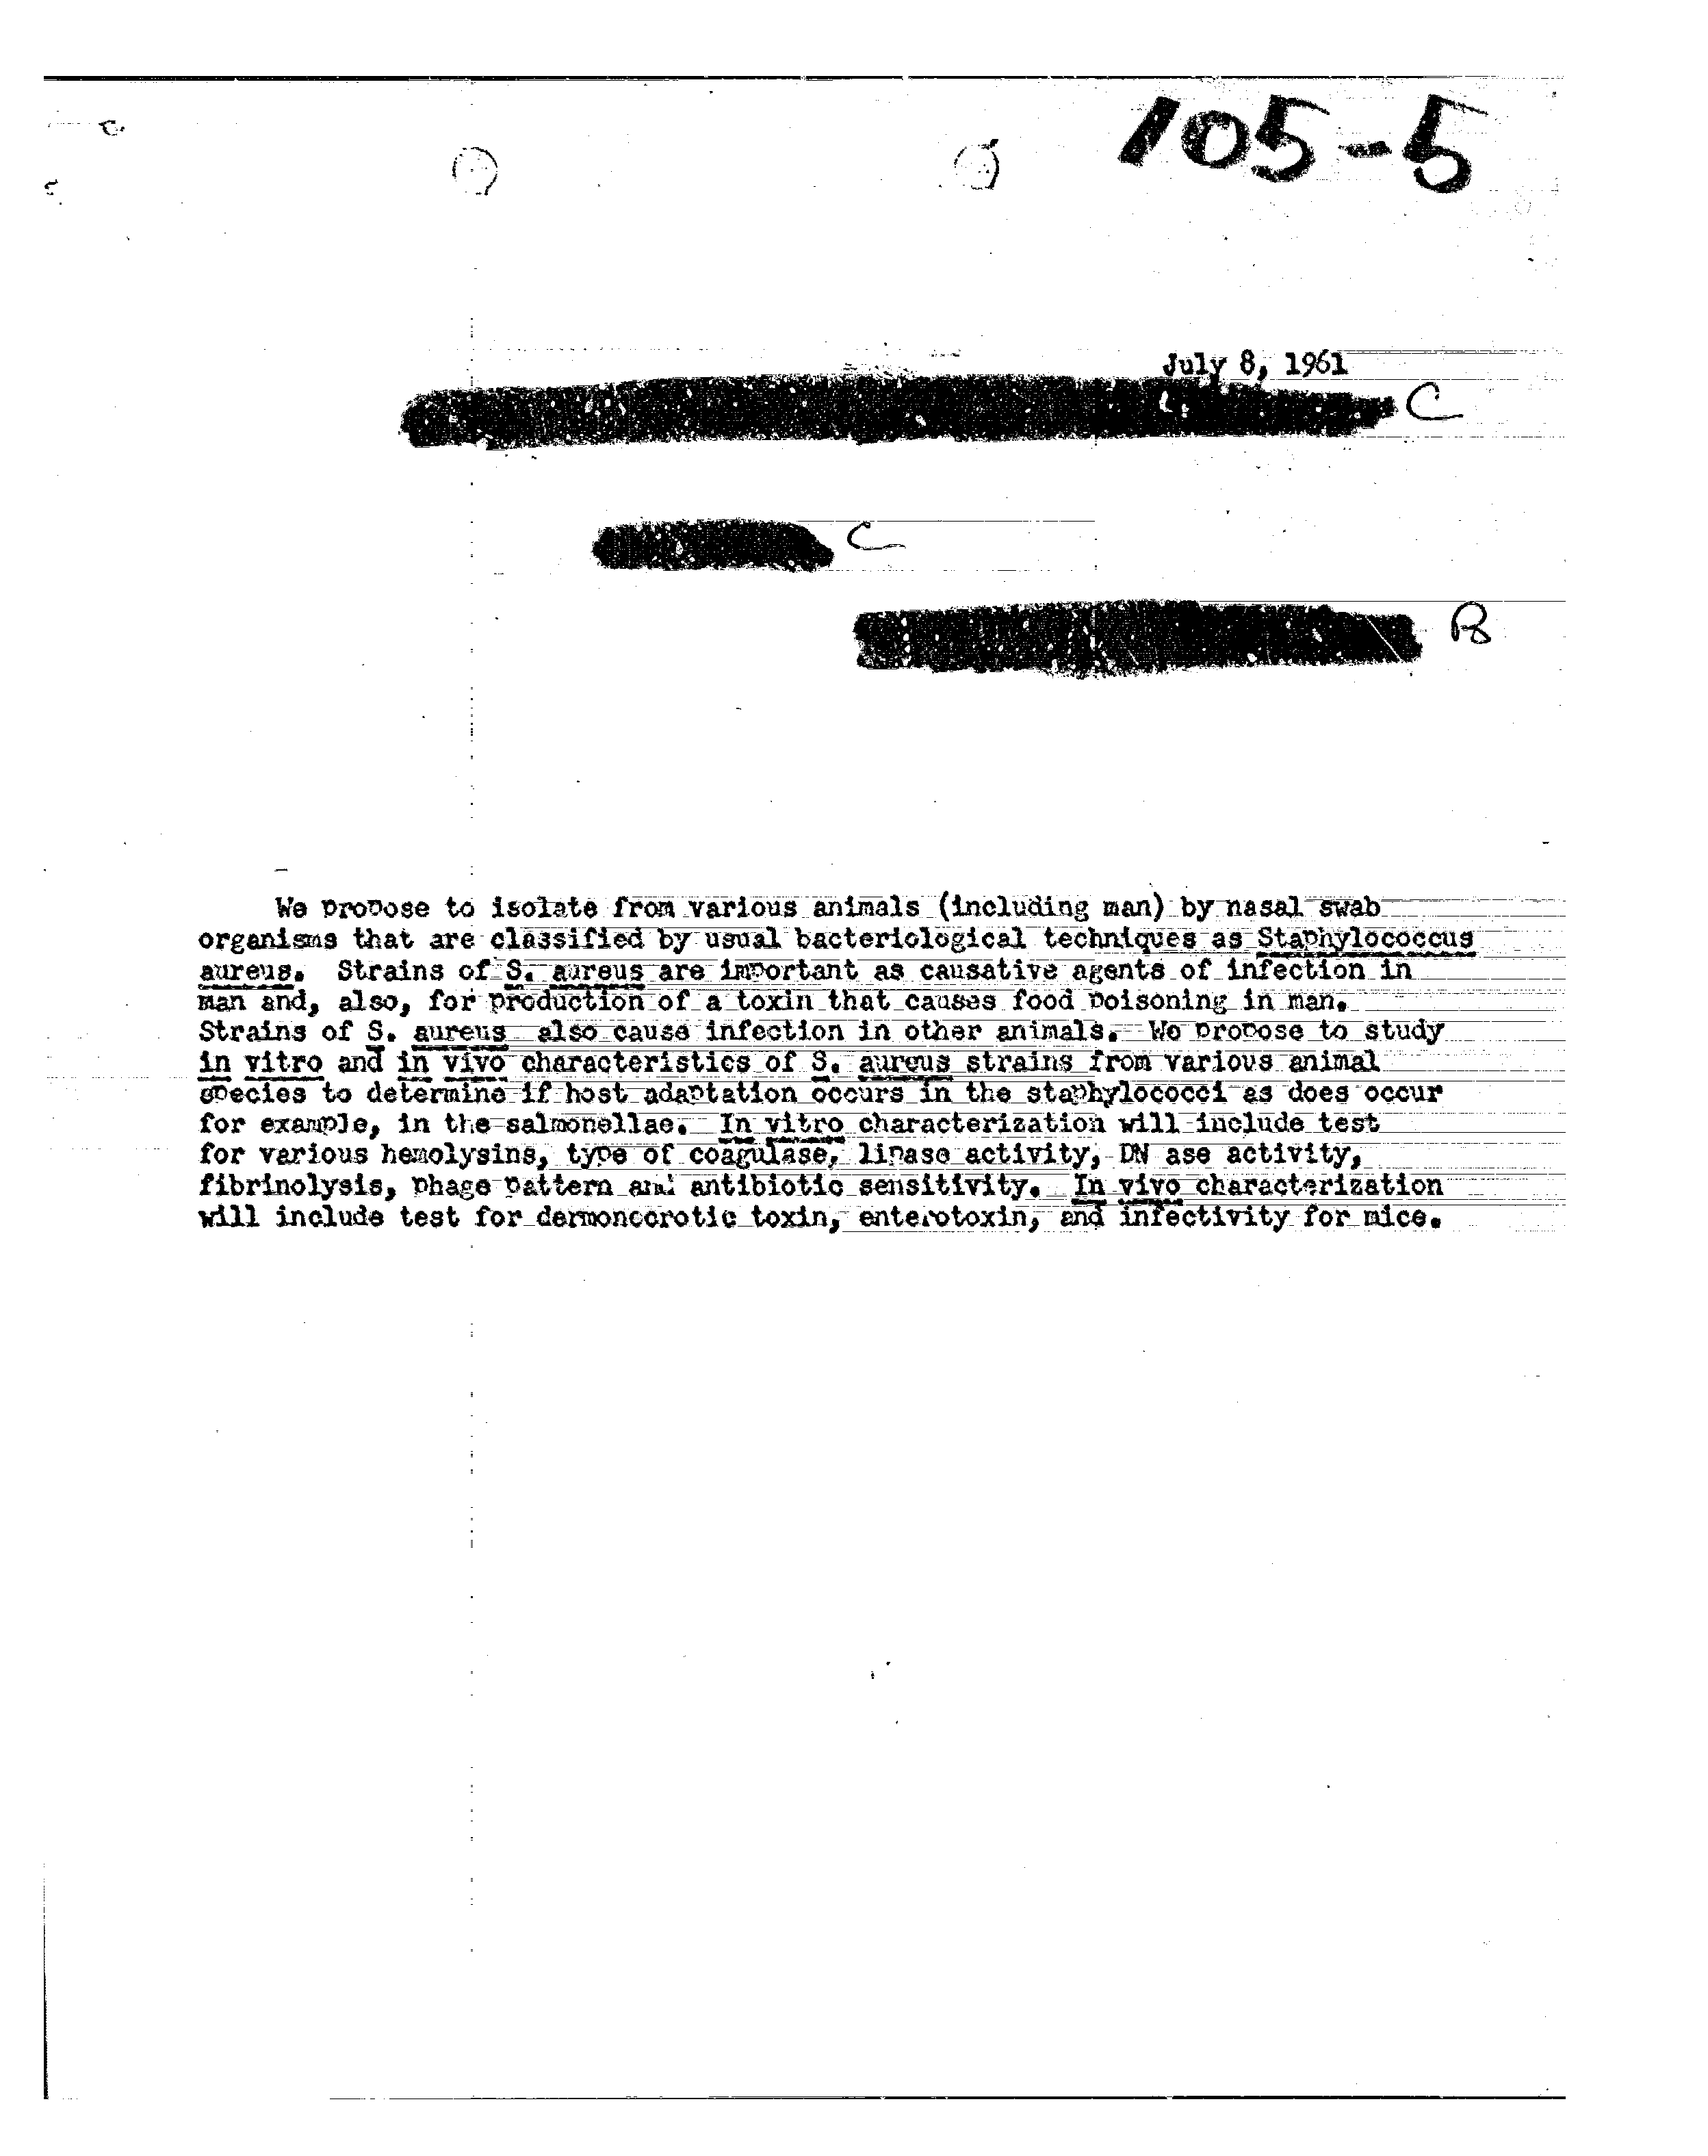 105-5
July 8, 1961
C
C
B
We propose to isolate from various animals (including man) by nasal swab
organisms that are classified by usual bacteriological techniques as Staphylococcus
aureus. Strains of S. aureus are important as causative agents of infection in
man and, also, for production of a toxin that causes food poisoning in man.
Strains of S. aureus also cause infection in other animals. We propose to study
in vitro and in vivo characteristics of S. aureus strains from various animal
species to determine if host adaptation occurs in the staphylococci as does occur
for example, in the salmonellae. In vitro characterization will include test
for various hemolysins, type of coagulase, lipase activity, DN ase activity,
fibrinolysis, phage pattern and antibiotic sensitivity. In vivo characterization
will include test for dermonecrotic toxin, enterotoxin, and infectivity for mice.